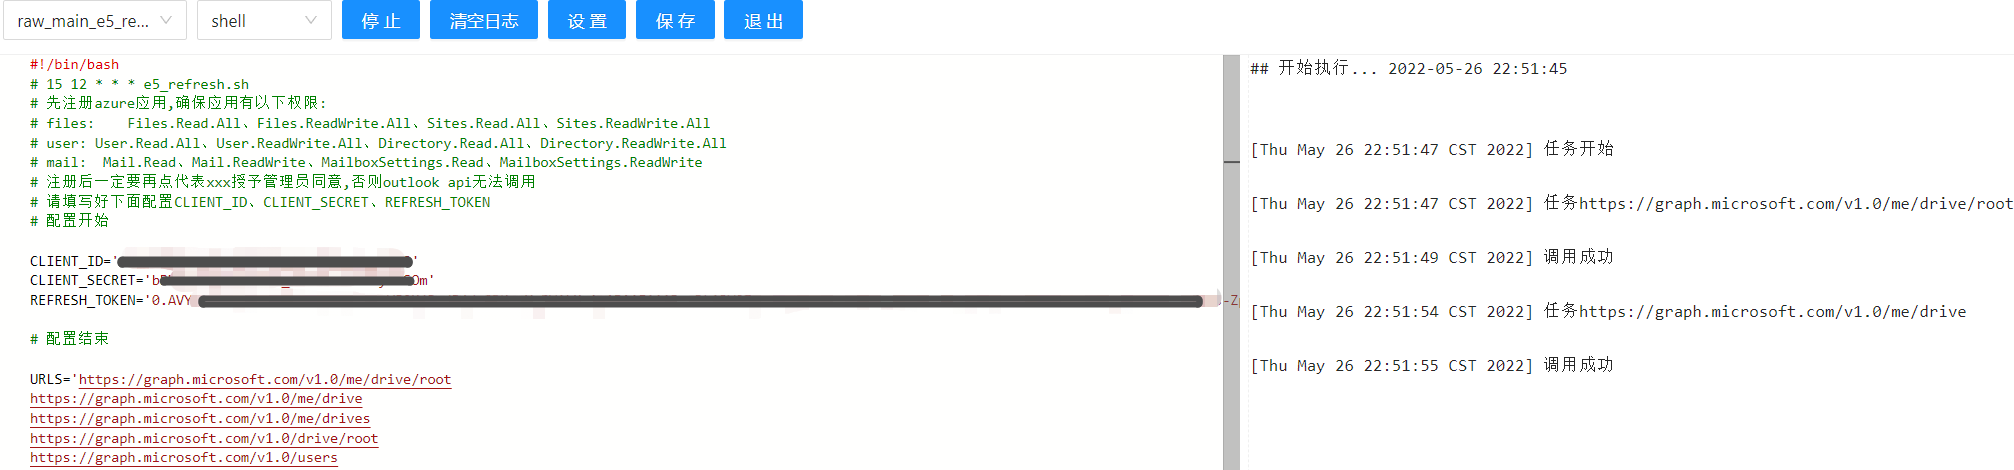 raw_main_e5_re... shell 停 止 清空日志 设 置 保 存 退 出
#!/bin/bash
# 15 12 * * * e5_refresh.sh
# 先注册azure应用,确保应用有以下权限:
# files:    Files.Read.All、Files.ReadWrite.All、Sites.Read.All、Sites.ReadWrite.All
# user: User.Read.All、User.ReadWrite.All、Directory.Read.All、Directory.ReadWrite.All
# mail:  Mail.Read、Mail.ReadWrite、MailboxSettings.Read、MailboxSettings.ReadWrite
# 注册后一定要再点代表xxx授予管理员同意,否则outlook api无法调用
# 请填写好下面配置CLIENT_ID、CLIENT_SECRET、REFRESH_TOKEN
# 配置开始
CLIENT_ID='
CLIENT_SECRET='
REFRESH_TOKEN='0.AVY
# 配置结束
URLS='https://graph.microsoft.com/v1.0/me/drive/root
https://graph.microsoft.com/v1.0/me/drive
https://graph.microsoft.com/v1.0/me/drives
https://graph.microsoft.com/v1.0/drive/root
https://graph.microsoft.com/v1.0/users
## 开始执行... 2022-05-26 22:51:45
[Thu May 26 22:51:47 CST 2022] 任务开始
[Thu May 26 22:51:47 CST 2022] 任务https://graph.microsoft.com/v1.0/me/drive/root
[Thu May 26 22:51:49 CST 2022] 调用成功
[Thu May 26 22:51:54 CST 2022] 任务https://graph.microsoft.com/v1.0/me/drive
[Thu May 26 22:51:55 CST 2022] 调用成功